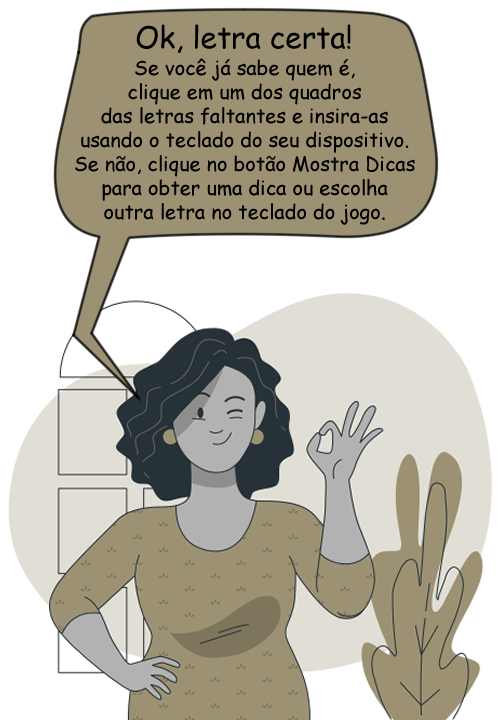 Ok, letra certa!
Se você já sabe quem é,
clique em um dos quadros
das letras faltantes e insira-as
usando o teclado do seu dispositivo.
Se não, clique no botão Mostra Dicas
para obter uma dica ou escolha
outra letra no teclado do jogo.